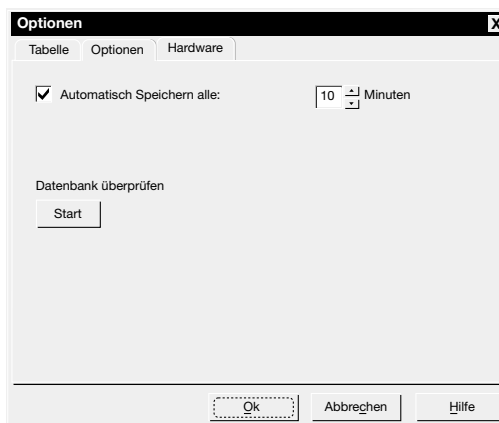 Optionen X
Tabelle Optionen Hardware
Automatisch Speichern alle: 10 Minuten
Datenbank überprüfen
Start
Ok Abbrechen Hilfe